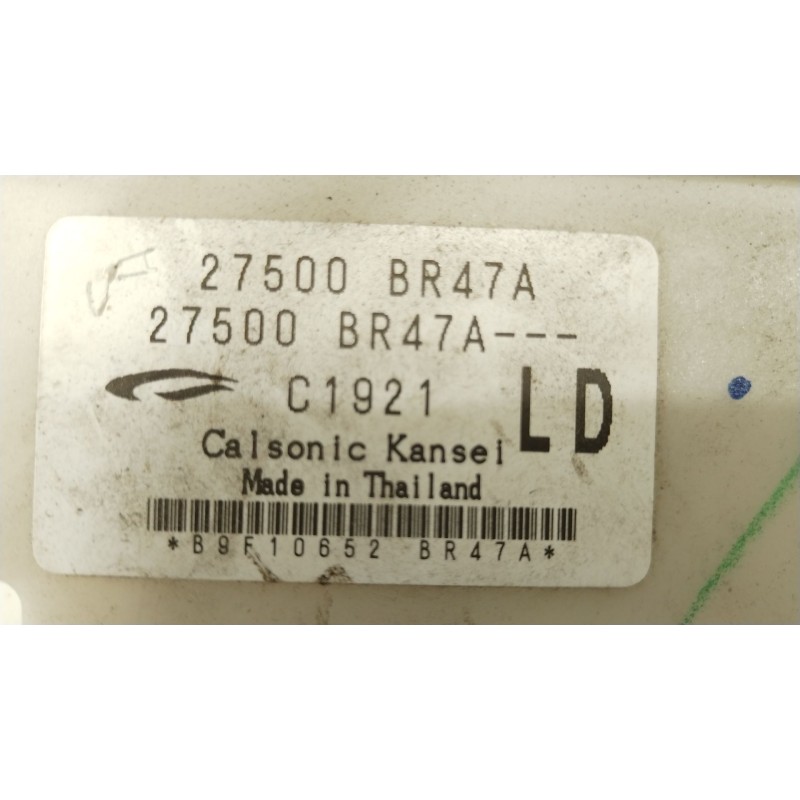 27500 BR47A
27500 BR47A---
C1921 LD
Calsonic Kansei
Made in Thailand
*B9F10652 BR47A*